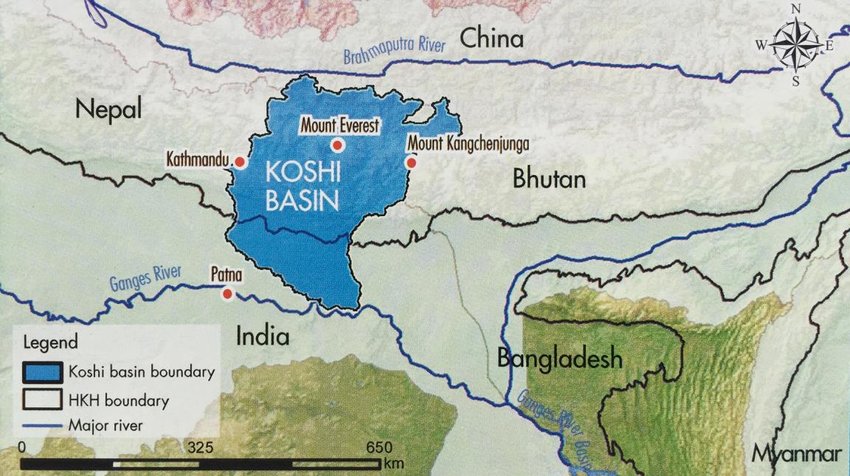 China
N
W
E
S
Brahmaputra River
Nepal
Mount Everest
Kathmandu
Mount Kangchenjunga
KOSHI
BASIN
Bhutan
Ganges River
Patna
India
Bangladesh
Ganges River Basin
Myanmar
Legend
Koshi basin boundary
HKH boundary
Major river
0
325
650
km